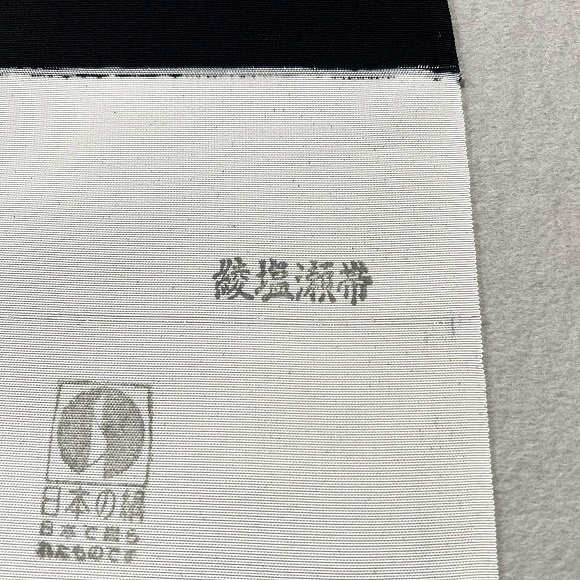 綾塩瀬帯
日本の絹
日本で織ら
れたものです